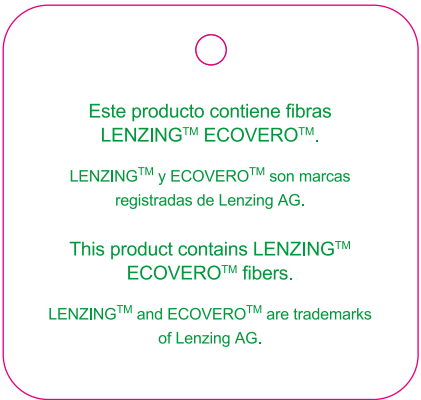 Este producto contiene fibras
LENZING™ ECOVERO™.
LENZING™ y ECOVERO™ son marcas
registradas de Lenzing AG.
This product contains LENZING™
ECOVERO™ fibers.
LENZING™ and ECOVERO™ are trademarks
of Lenzing AG.